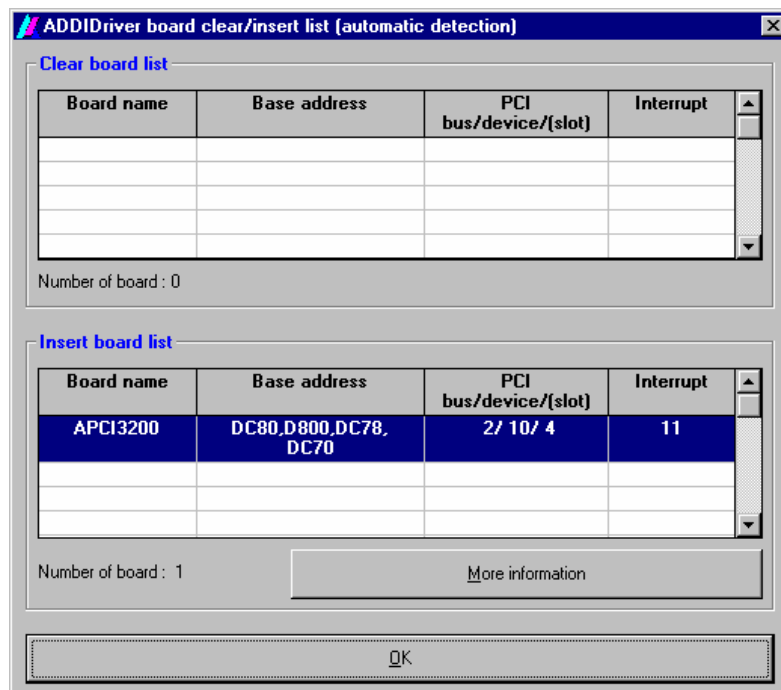 ADDIDriver board clear/insert list (automatic detection)
Clear board list
Board name Base address PCI Interrupt
bus/device/(slot)
Number of board : 0
Insert board list
Board name Base address PCI Interrupt
bus/device/(slot)
APCI3200 DC80,D800,DC78, 2/ 10/ 4 11
DC70
Number of board : 1 More information
OK